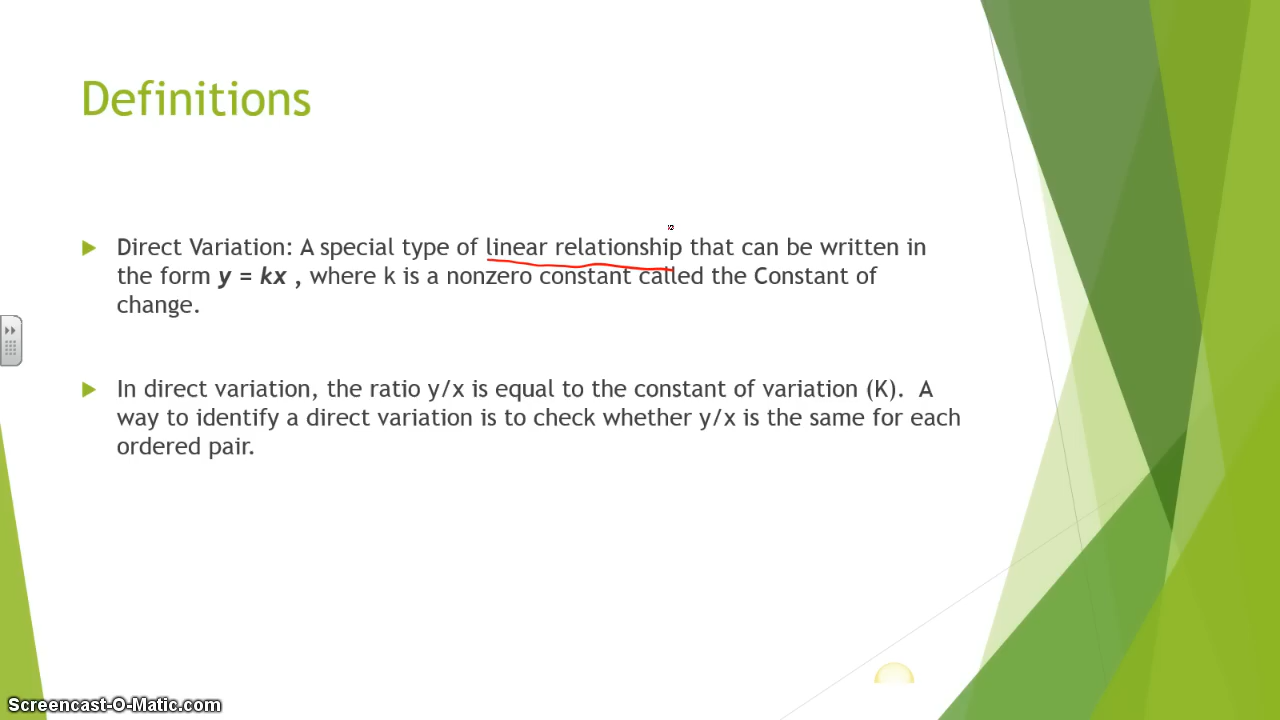 Definitions
Direct Variation: A special type of linear relationship that can be written in
the form y = kx , where k is a nonzero constant called the Constant of
change.
In direct variation, the ratio y/x is equal to the constant of variation (K).  A
way to identify a direct variation is to check whether y/x is the same for each
ordered pair.
Screencast-O-Matic.com